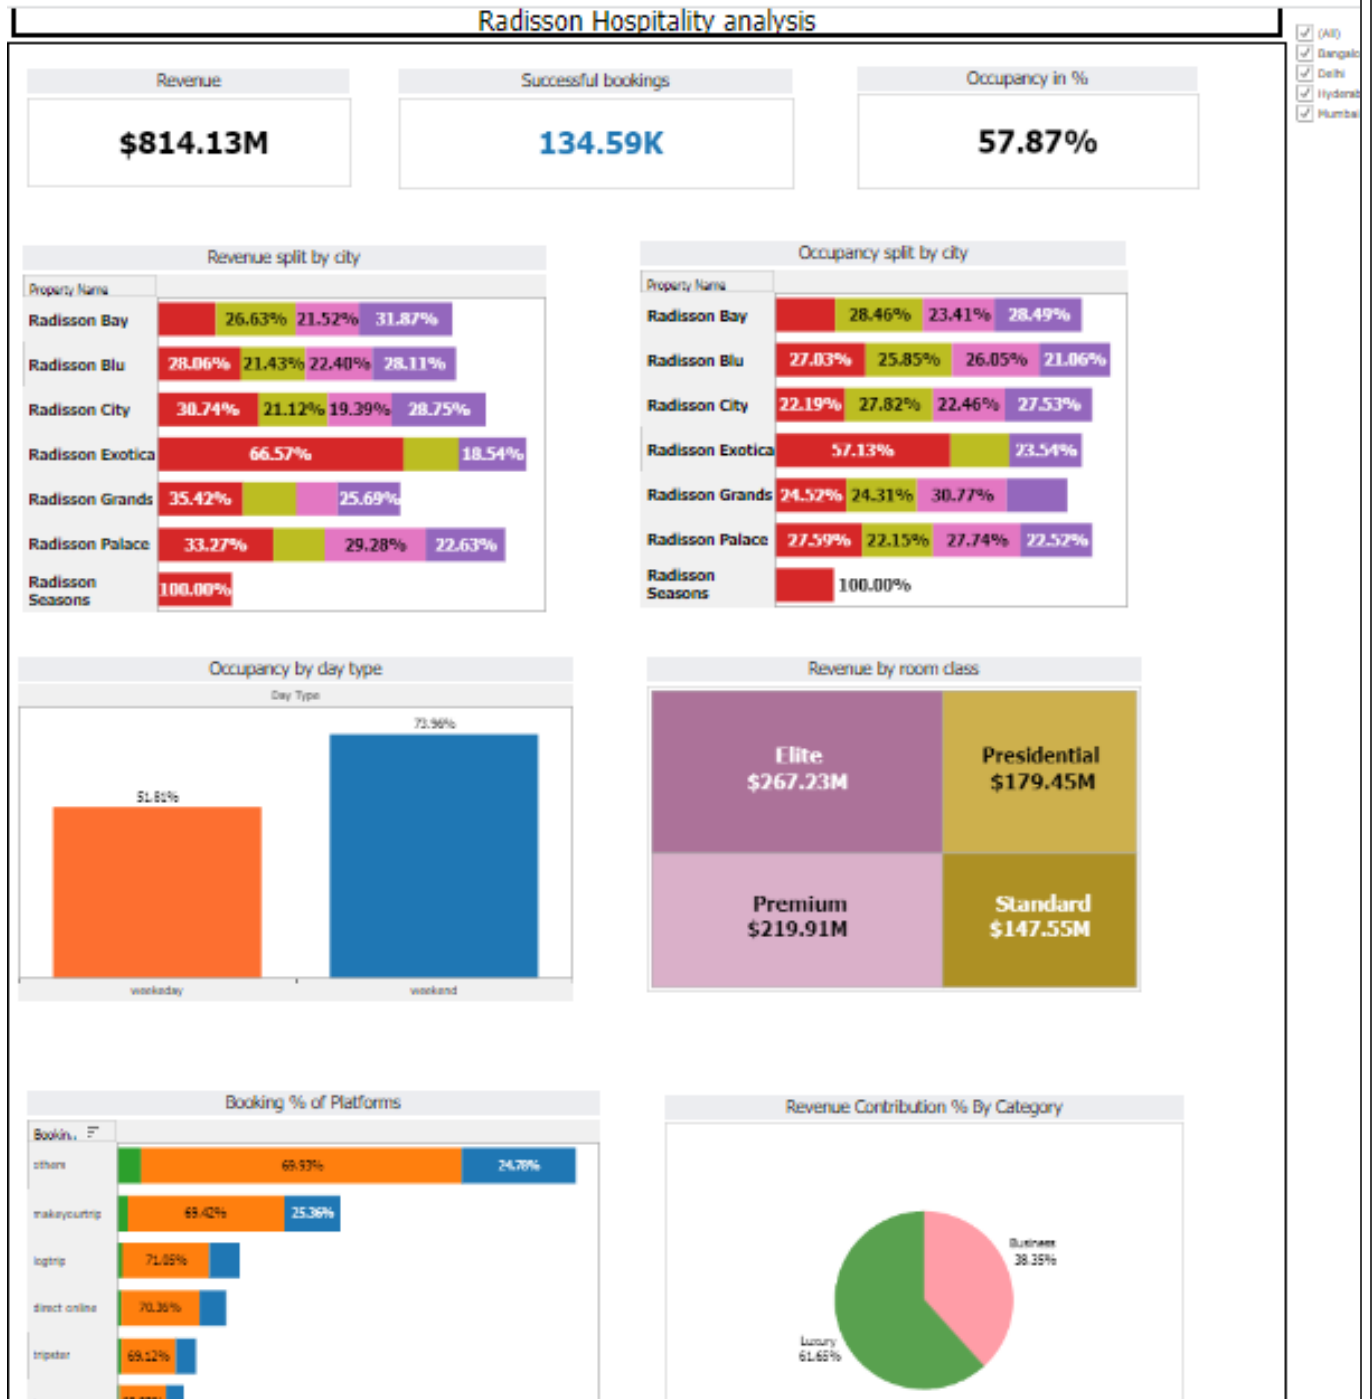 Radisson Hospitality analysis
(All)
Bangalo
Delhi
Hyderab
Mumbai
Revenue
$814.13M
Successful bookings
134.59K
Occupancy in %
57.87%
Revenue split by city
Property Name
Radisson Bay 26.63% 21.52% 31.87%
Radisson Blu 28.06% 21.43% 22.40% 28.11%
Radisson City 30.74% 21.12% 19.39% 28.75%
Radisson Exotica 66.57% 18.54%
Radisson Grands 35.42% 25.69%
Radisson Palace 33.27% 29.28% 22.63%
Radisson
Seasons
100.00%
Occupancy split by city
Property Name
Radisson Bay 28.46% 23.41% 28.49%
Radisson Blu 27.03% 25.85% 26.05% 21.06%
Radisson City 22.19% 27.82% 22.46% 27.53%
Radisson Exotica 57.13% 23.54%
Radisson Grands 24.52% 24.31% 30.77%
Radisson Palace 27.59% 22.15% 27.74% 22.52%
Radisson
Seasons
100.00%
Occupancy by day type
Day Type
51.81%
73.96%
weekeday
weekend
Revenue by room class
Elite
$267.23M
Presidential
$179.45M
Premium
$219.91M
Standard
$147.55M
Booking % of Platforms
Bookin..
others 69.93% 24.78%
makeyourtrip 69.42% 25.36%
logtrip 71.05%
direct online 70.36%
tripster 69.12%
Revenue Contribution % By Category
Business
38.35%
Luxury
61.65%